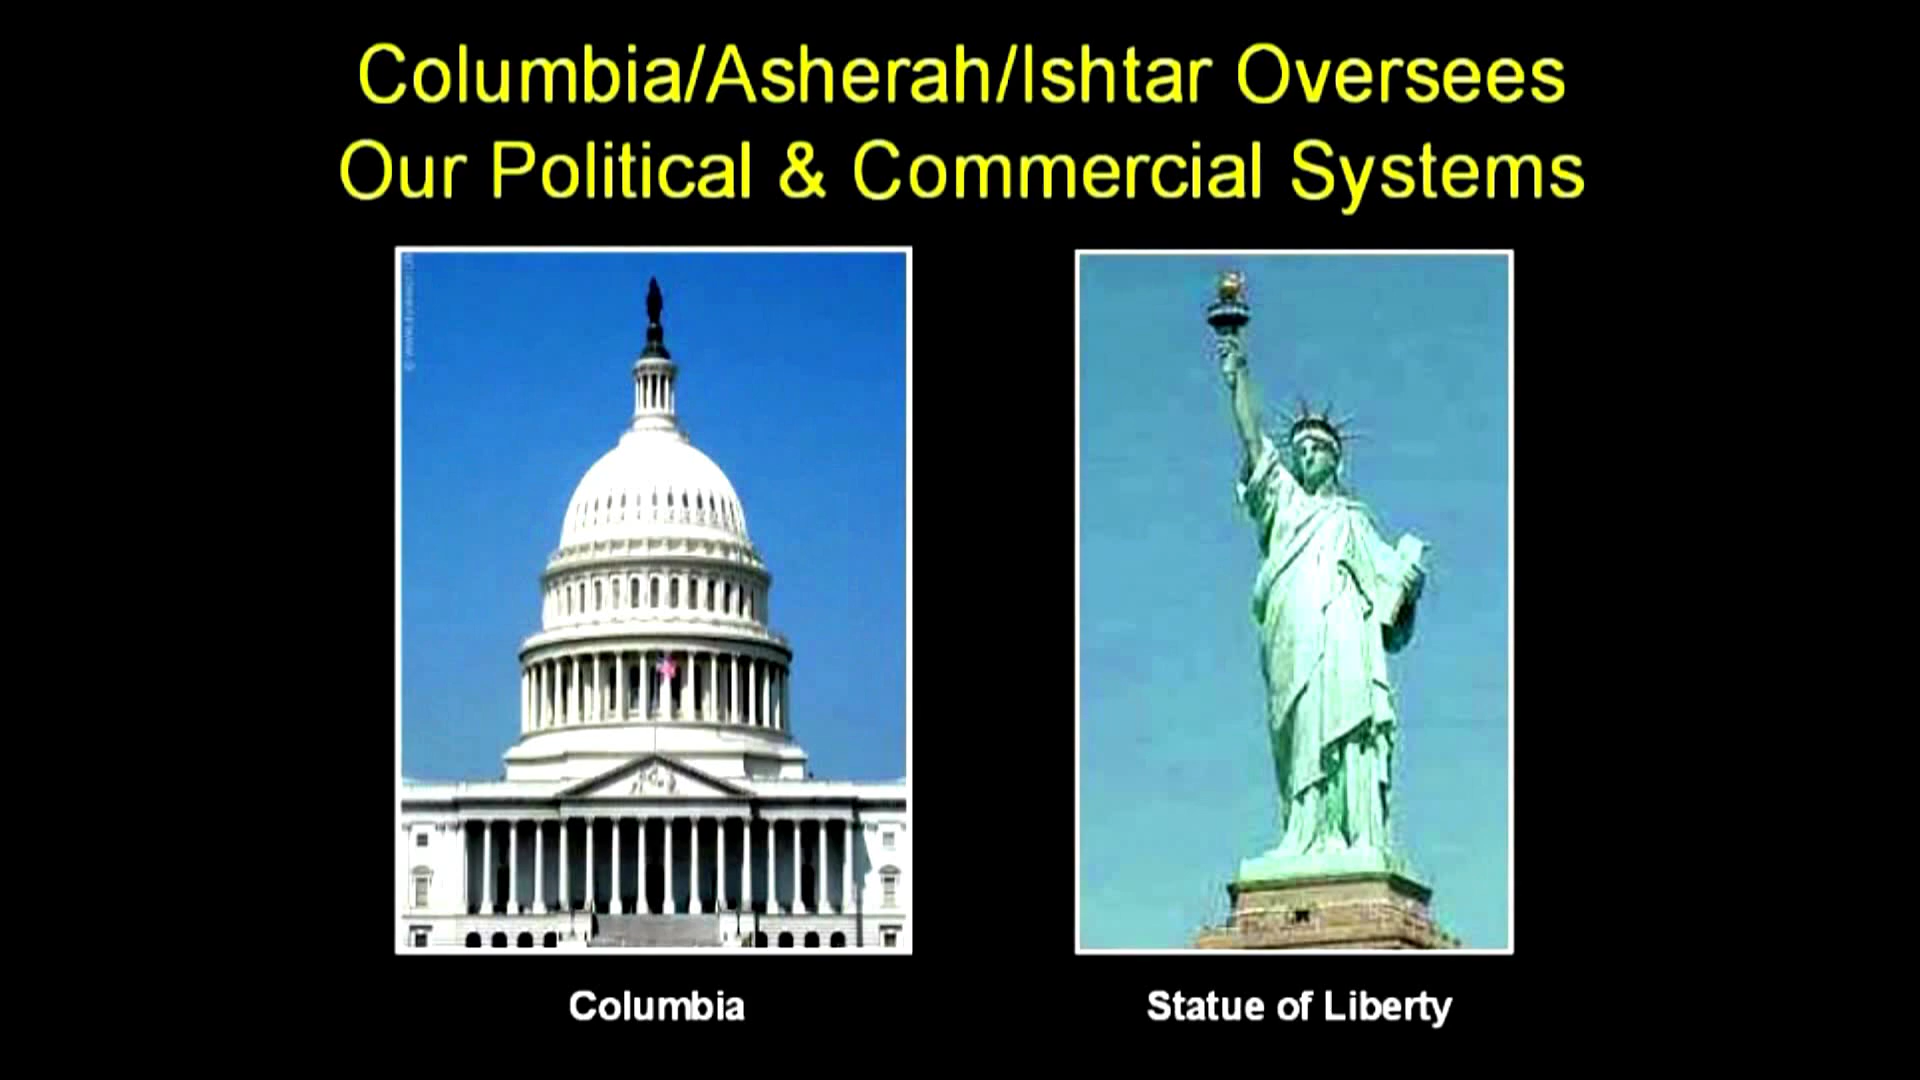 Columbia/Asherah/Ishtar Oversees
Our Political & Commercial Systems
Columbia
Statue of Liberty